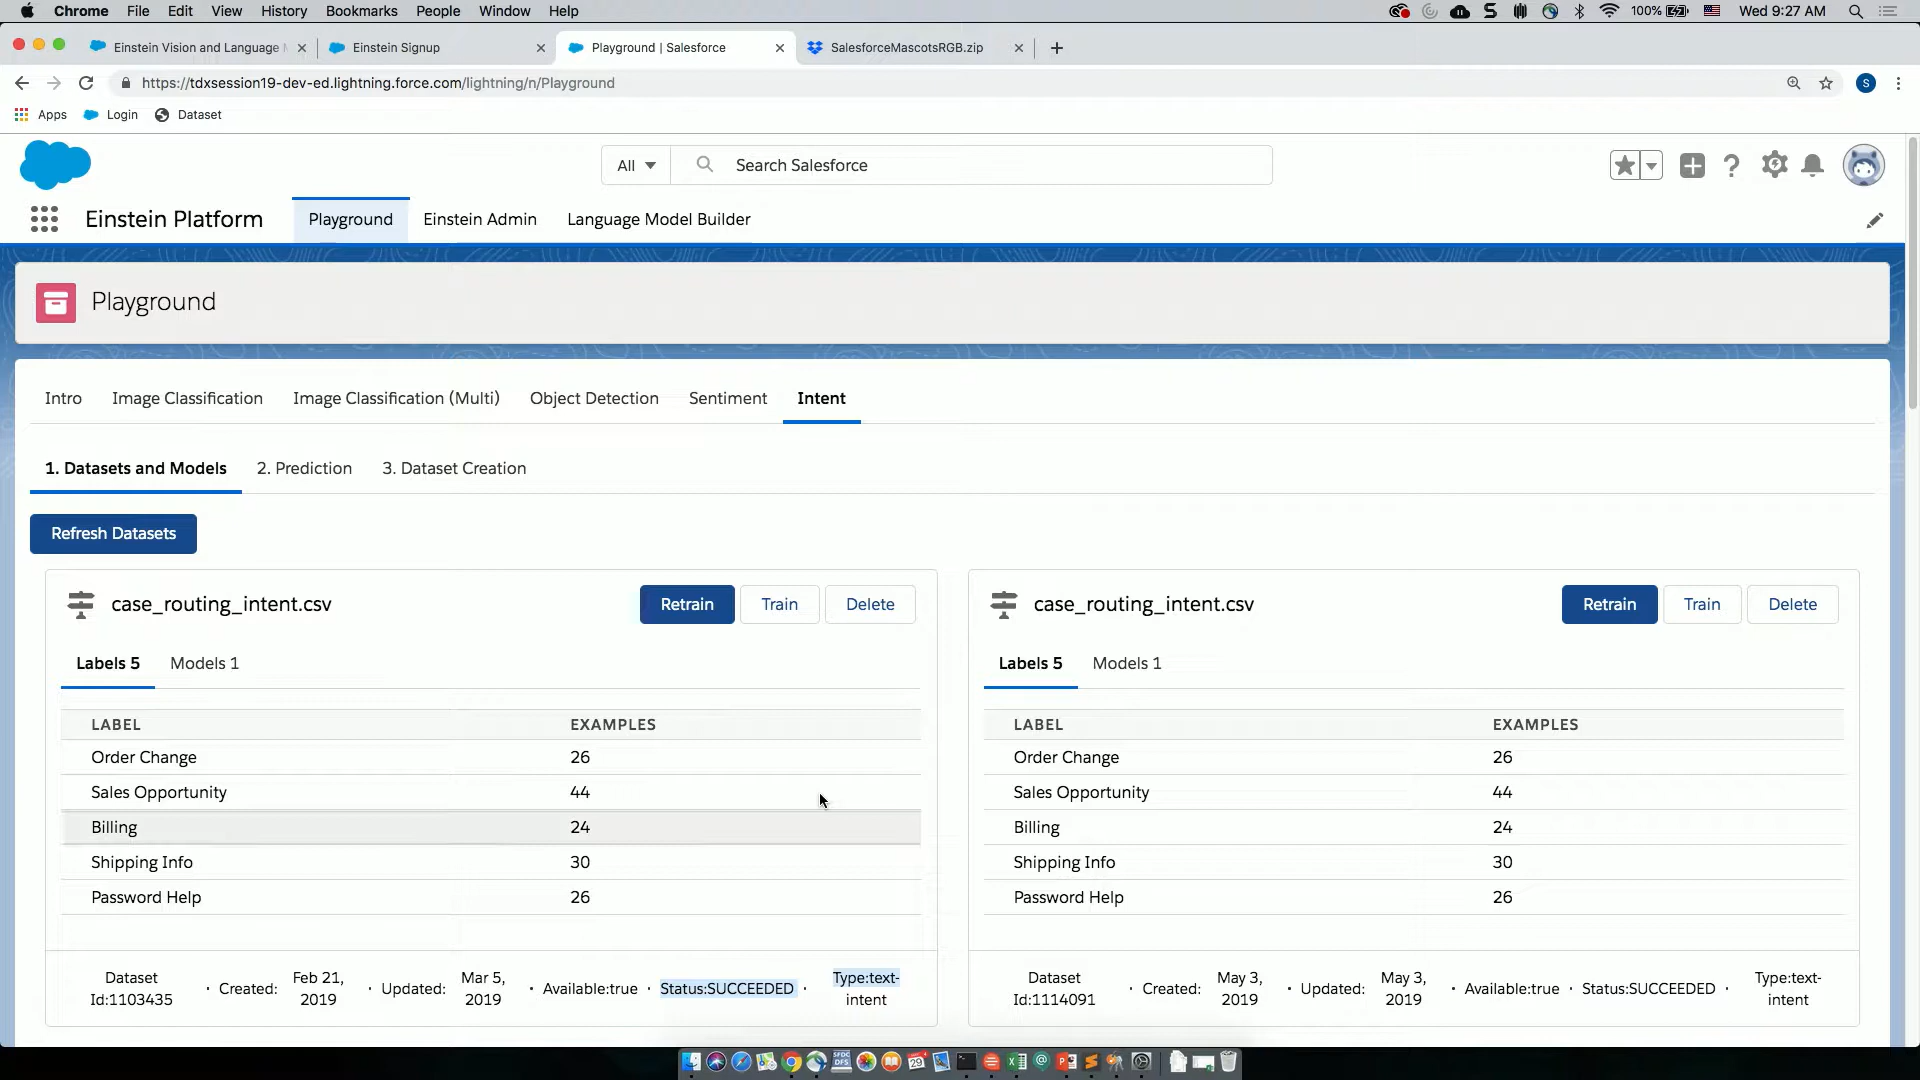 Chrome File Edit View History Bookmarks People Window Help 100% Wed 9:27 AM
Einstein Vision and Language Einstein Signup Playground | Salesforce SalesforceMascotsRGB.zip
https://tdxsession19-dev-ed.lightning.force.com/lightning/n/Playground S
Apps Login Dataset
All Search Salesforce
Einstein Platform Playground Einstein Admin Language Model Builder
Playground
Intro Image Classification Image Classification (Multi) Object Detection Sentiment Intent
1. Datasets and Models 2. Prediction 3. Dataset Creation
Refresh Datasets
case_routing_intent.csv Retrain Train Delete
Labels 5 Models 1
LABEL EXAMPLES
Order Change 26
Sales Opportunity 44
Billing 24
Shipping Info 30
Password Help 26
Dataset Id:1103435 · Created: Feb 21, 2019 · Updated: Mar 5, 2019 · Available:true · Status:SUCCEEDED · Type:text-intent
case_routing_intent.csv Retrain Train Delete
Labels 5 Models 1
LABEL EXAMPLES
Order Change 26
Sales Opportunity 44
Billing 24
Shipping Info 30
Password Help 26
Dataset Id:1114091 · Created: May 3, 2019 · Updated: May 3, 2019 · Available:true · Status:SUCCEEDED · Type:text-intent